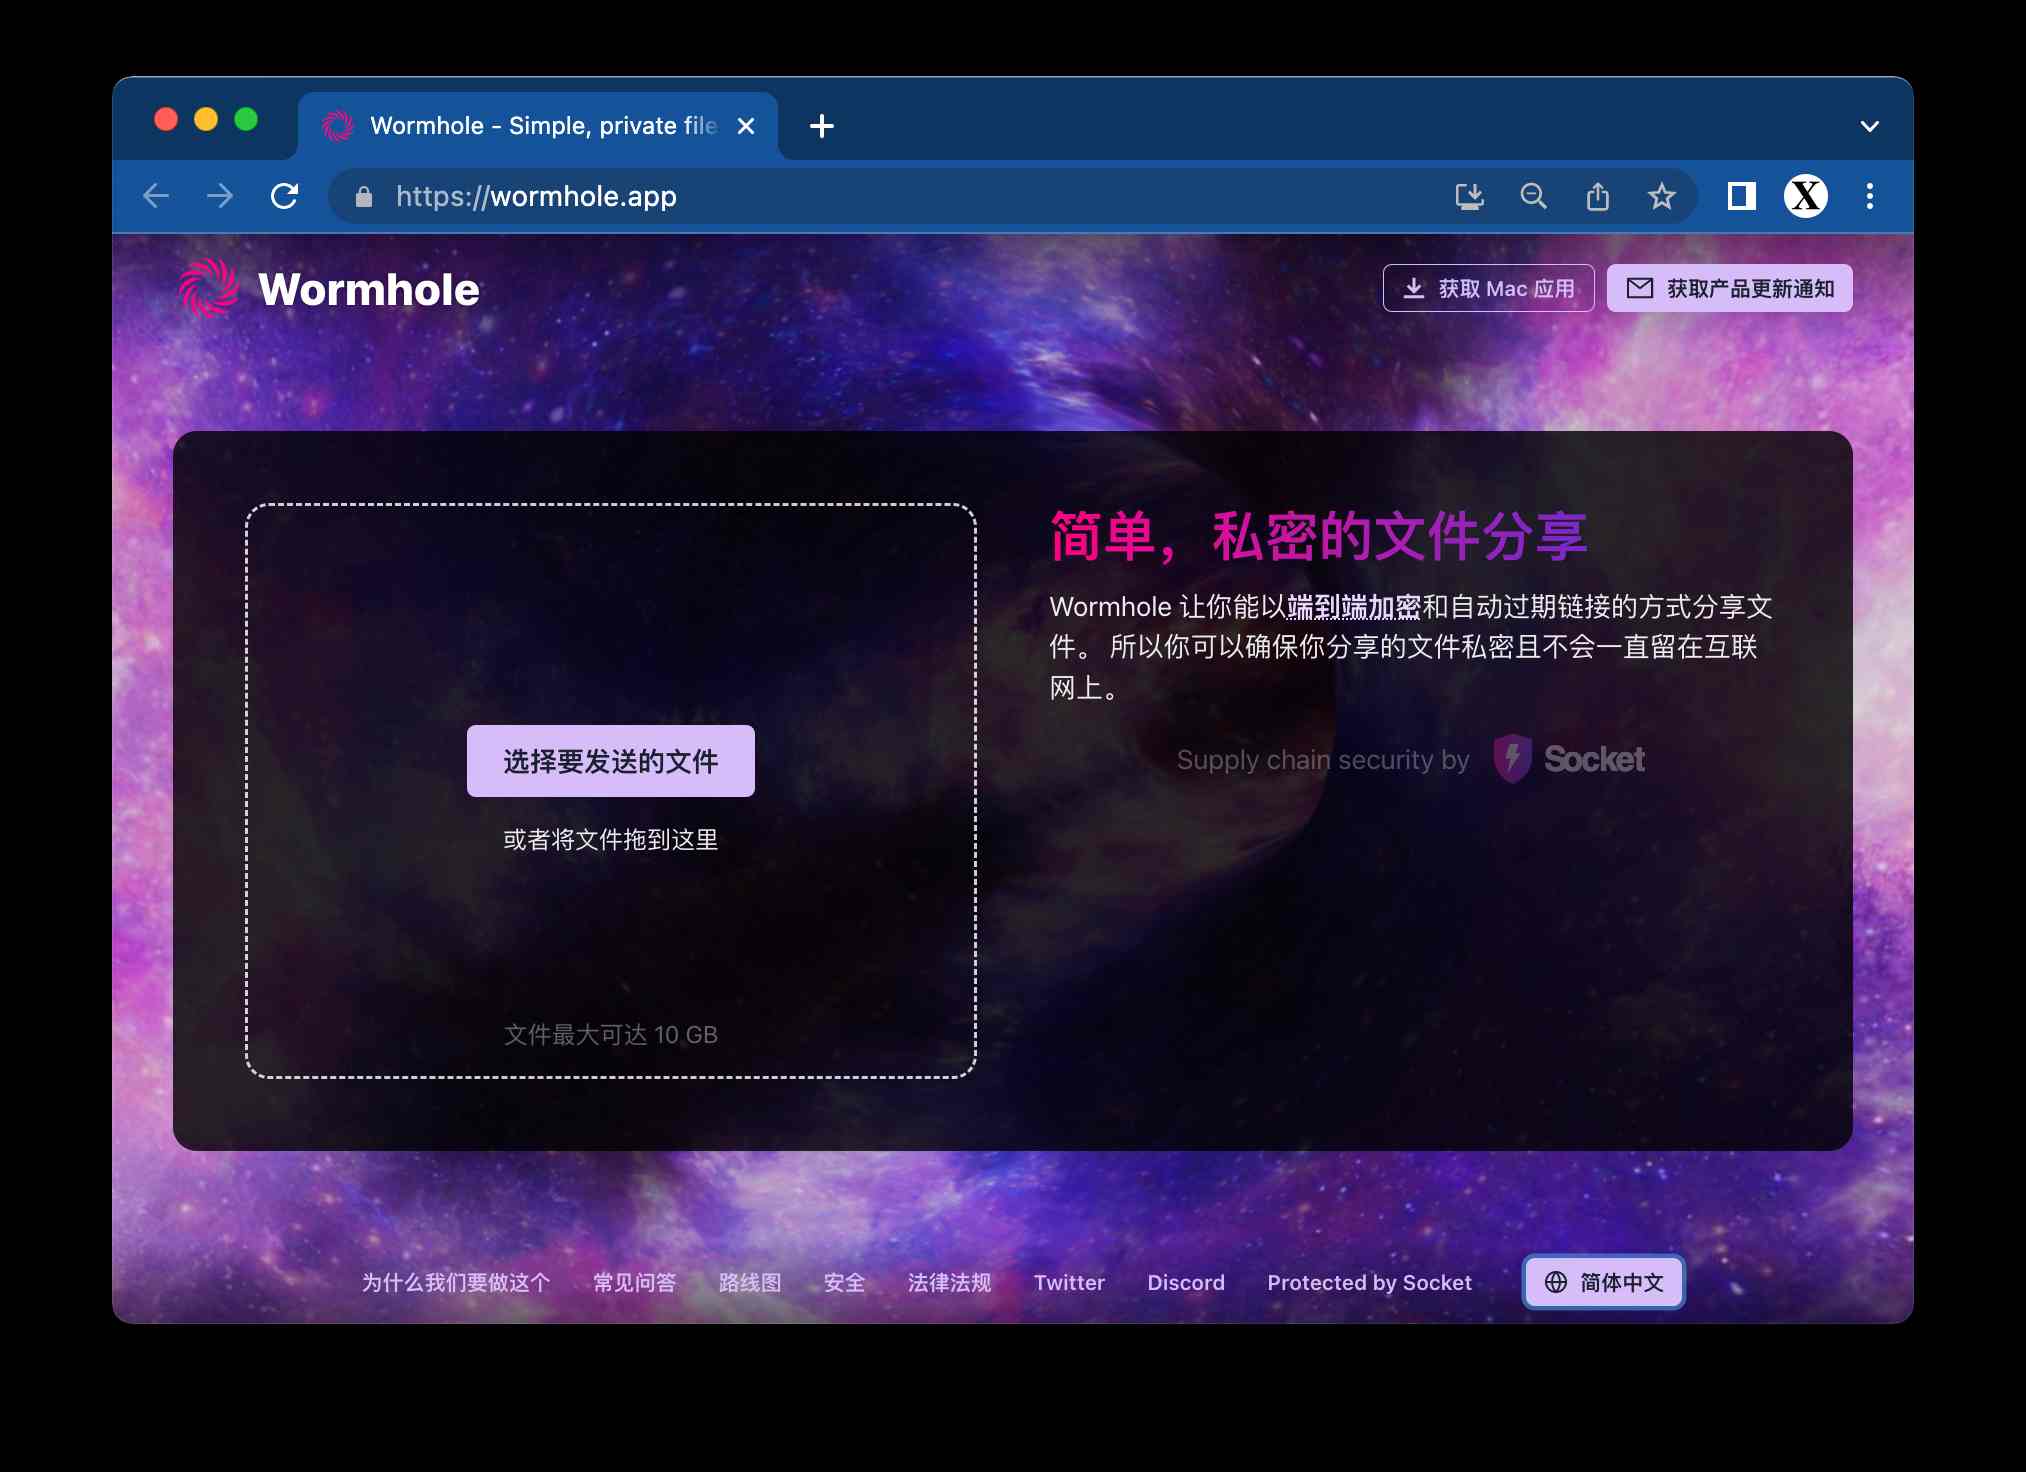 Wormhole - Simple, private file
https://wormhole.app
X
Wormhole
获取 Mac 应用
获取产品更新通知
简单，私密的文件分享
Wormhole 让你能以端到端加密和自动过期链接的方式分享文
件。 所以你可以确保你分享的文件私密且不会一直留在互联
网上。
选择要发送的文件
Supply chain security by Socket
或者将文件拖到这里
文件最大可达 10 GB
为什么我们要做这个 常见问答 路线图 安全 法律法规 Twitter Discord Protected by Socket 简体中文